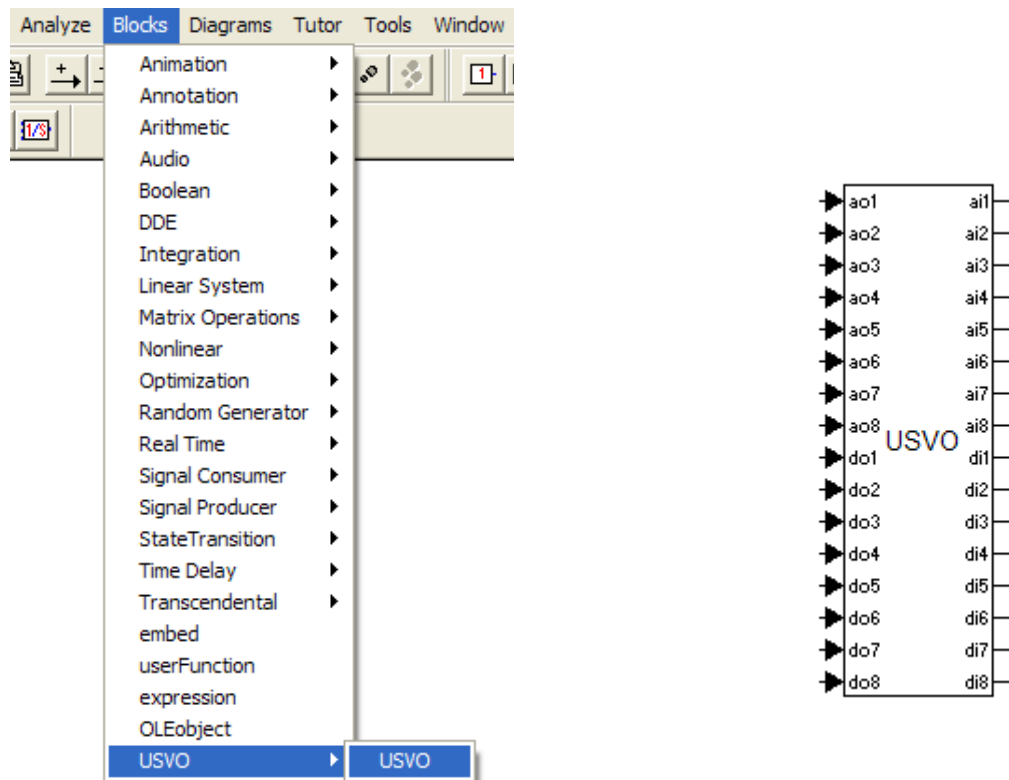 Analyze Blocks Diagrams Tutor Tools Window
1
1/S
Animation
Annotation
Arithmetic
Audio
Boolean
DDE
Integration
Linear System
Matrix Operations
Nonlinear
Optimization
Random Generator
Real Time
Signal Consumer
Signal Producer
StateTransition
Time Delay
Transcendental
embed
userFunction
expression
OLEobject
USVO USVO
ao1 ai1
ao2 ai2
ao3 ai3
ao4 ai4
ao5 ai5
ao6 ai6
ao7 ai7
ao8 ai8
USVO
do1 di1
do2 di2
do3 di3
do4 di4
do5 di5
do6 di6
do7 di7
do8 di8